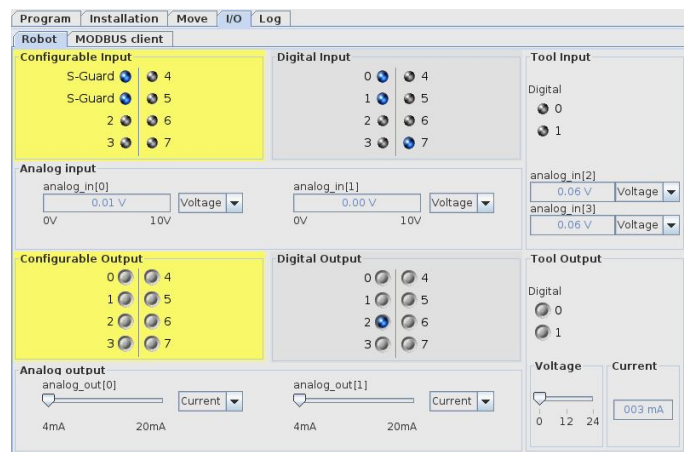 Program Installation Move I/O Log
Robot MODBUS client
Configurable Input
S-Guard 4
S-Guard 5
2 6
3 7
Digital Input
0 4
1 5
2 6
3 7
Tool Input
Digital
0
1
Analog input
analog_in[0]
0.01 V Voltage
0V 10V
analog_in[1]
0.00 V Voltage
0V 10V
analog_in[2]
0.06 V Voltage
analog_in[3]
0.06 V Voltage
Configurable Output
0 4
1 5
2 6
3 7
Digital Output
0 4
1 5
2 6
3 7
Tool Output
Digital
0
1
Analog output
analog_out[0]
Current
4mA 20mA
analog_out[1]
Current
4mA 20mA
Voltage
0 12 24
Current
003 mA